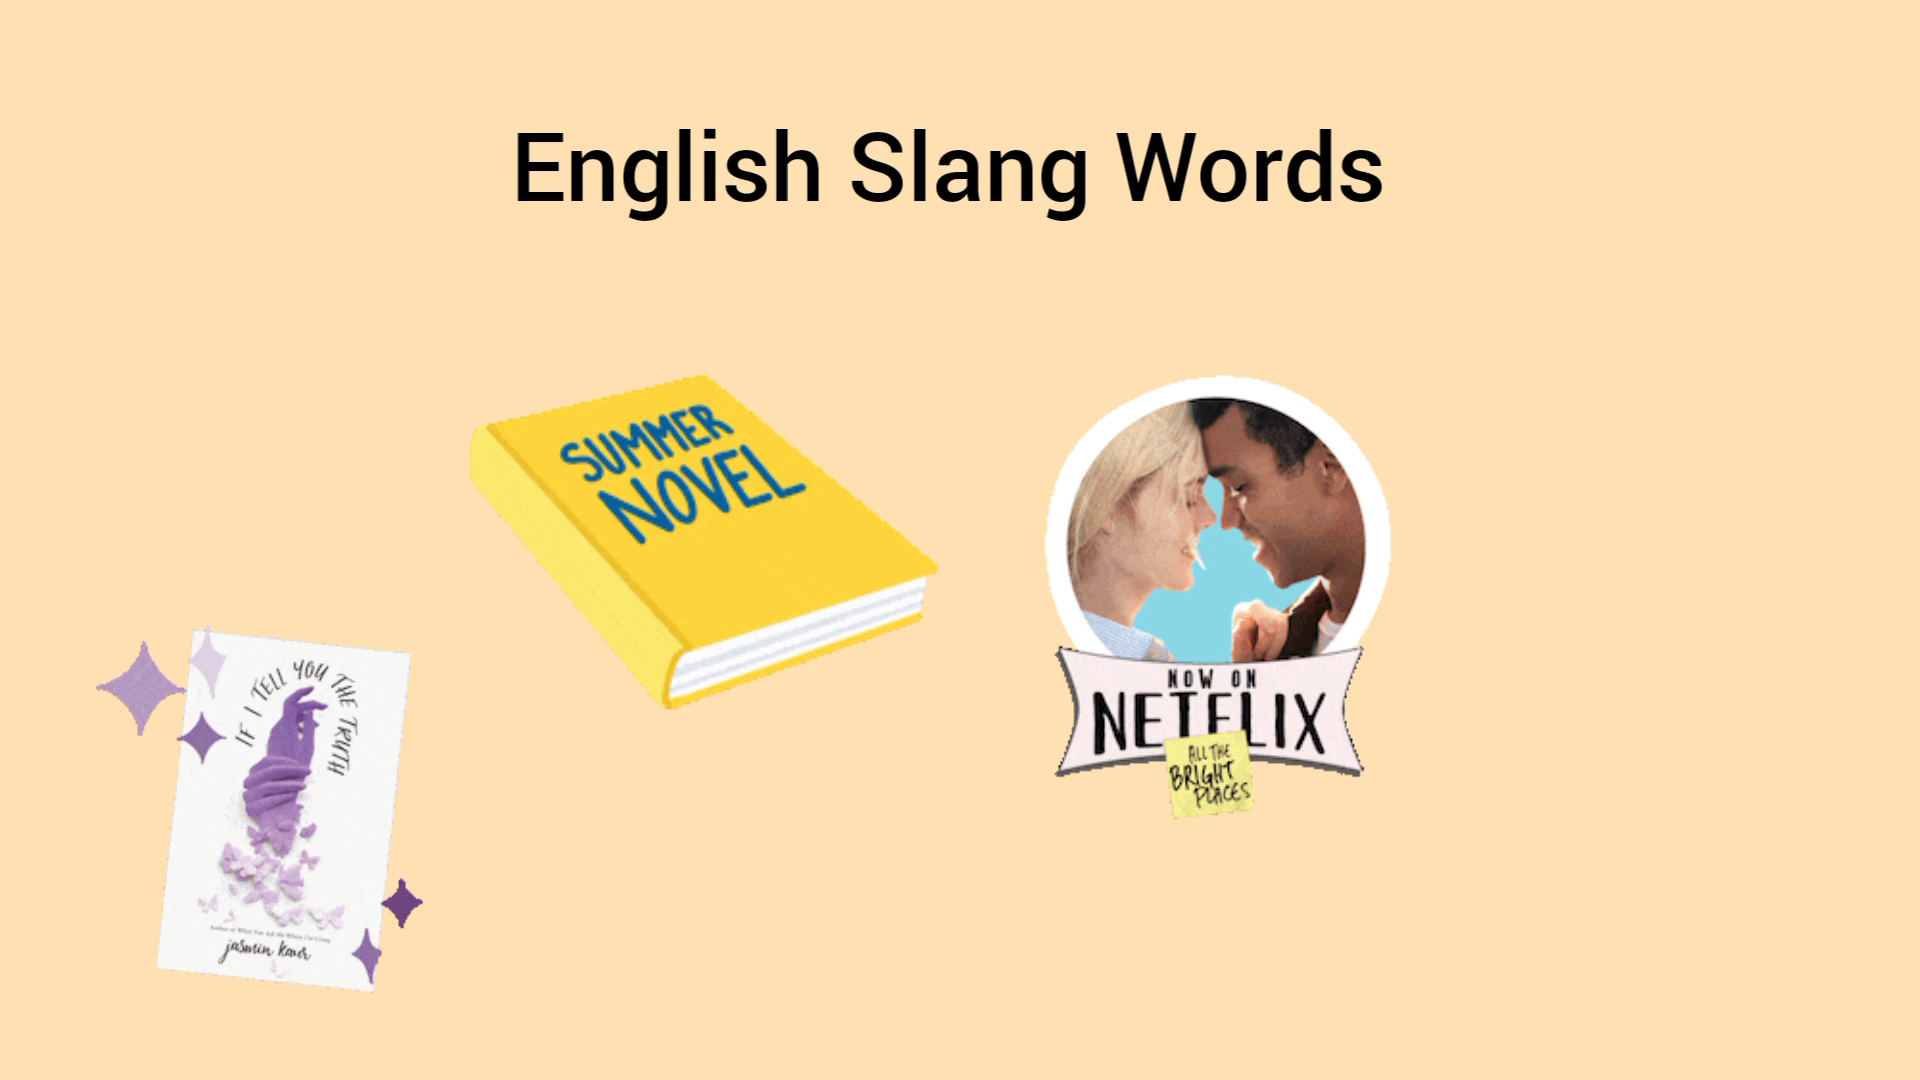 English Slang Words
SUMMER
NOVEL
NOW ON
NETFLIX
ALL THE
BRIGHT
PLACES
IF I TELL YOU THE TRUTH
jasmin kaur